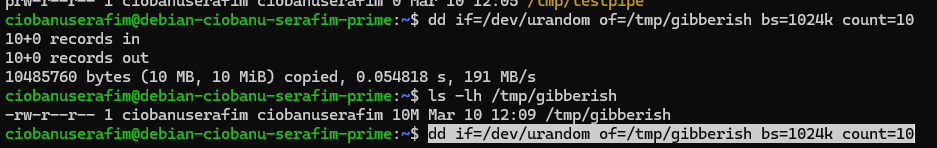 prw-r--r-- 1 ciobanuserafim ciobanuserafim 0 Mar 10 12:05 /tmp/testpipe
ciobanuserafim@debian-ciobanu-serafim-prime:~$ dd if=/dev/urandom of=/tmp/gibberish bs=1024k count=10
10+0 records in
10+0 records out
10485760 bytes (10 MB, 10 MiB) copied, 0.054818 s, 191 MB/s
ciobanuserafim@debian-ciobanu-serafim-prime:~$ ls -lh /tmp/gibberish
-rw-r--r-- 1 ciobanuserafim ciobanuserafim 10M Mar 10 12:09 /tmp/gibberish
ciobanuserafim@debian-ciobanu-serafim-prime:~$ dd if=/dev/urandom of=/tmp/gibberish bs=1024k count=10